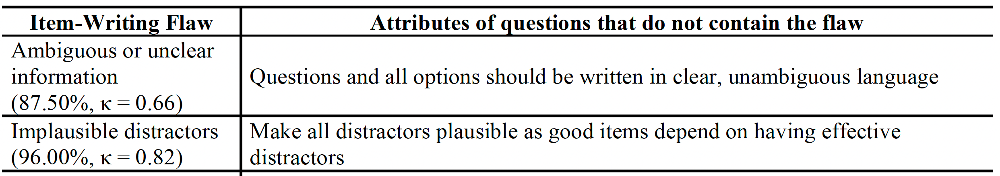 Item-Writing Flaw
Attributes of questions that do not contain the flaw
Ambiguous or unclear
information
(87.50%, κ = 0.66)
Questions and all options should be written in clear, unambiguous language
Implausible distractors
(96.00%, κ = 0.82)
Make all distractors plausible as good items depend on having effective
distractors